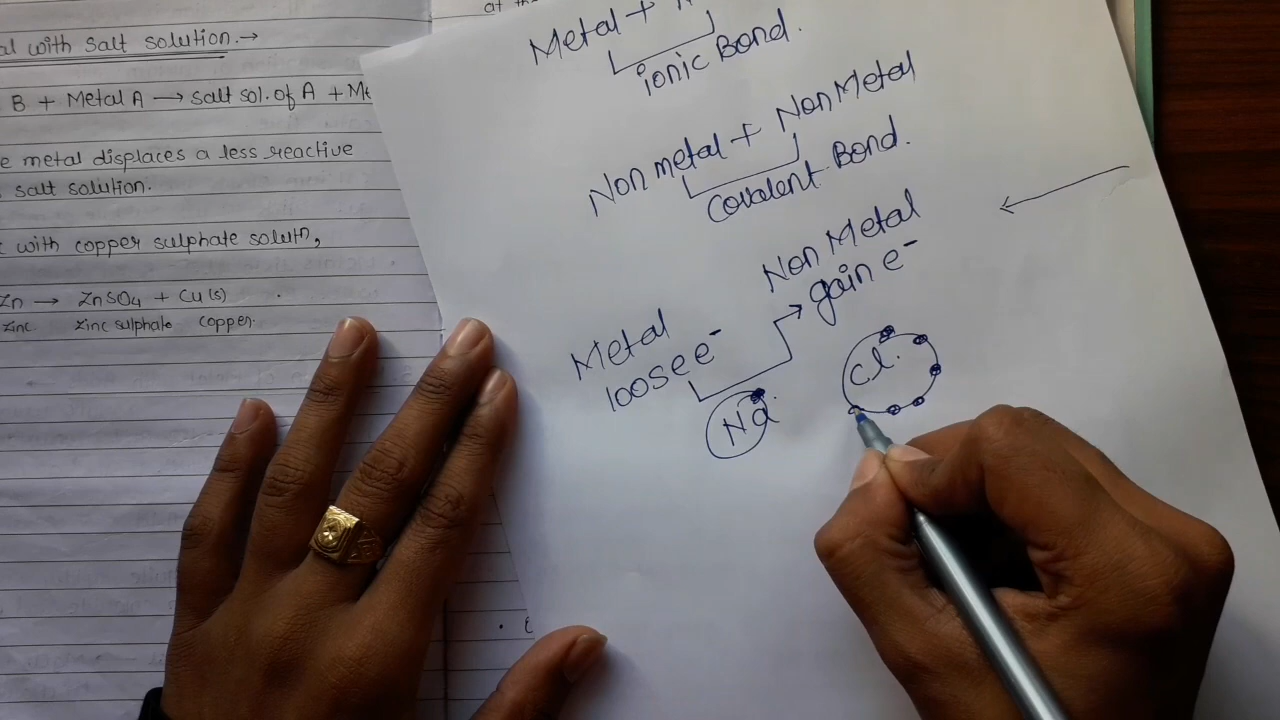 at th
al with salt solution.→
B + Metal A → salt sol. of A + Me
e metal displaces a less reactive
salt solution.
with copper sulphate solutn,
Zn → ZnSO4 + Cu(s)
zinc zinc sulphate copper.
Metal +
ionic Bond.
Non metal + Non Metal
Covalent Bond.
Non Metal
gain e-
Metal
loose e-
Na
Cl